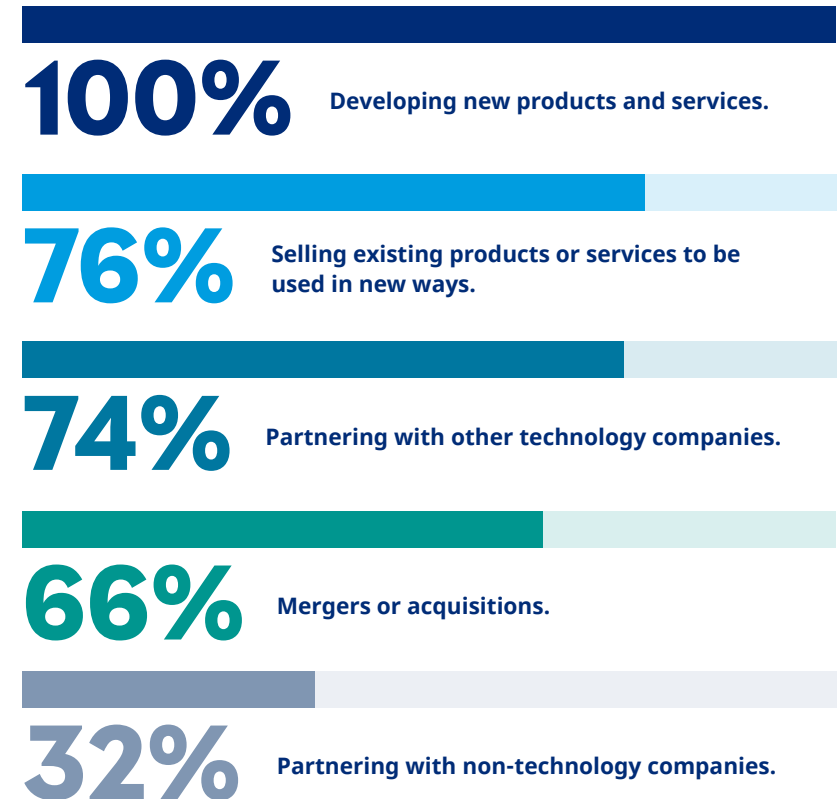 100% Developing new products and services.
76% Selling existing products or services to be
used in new ways.
74% Partnering with other technology companies.
66% Mergers or acquisitions.
32% Partnering with non-technology companies.